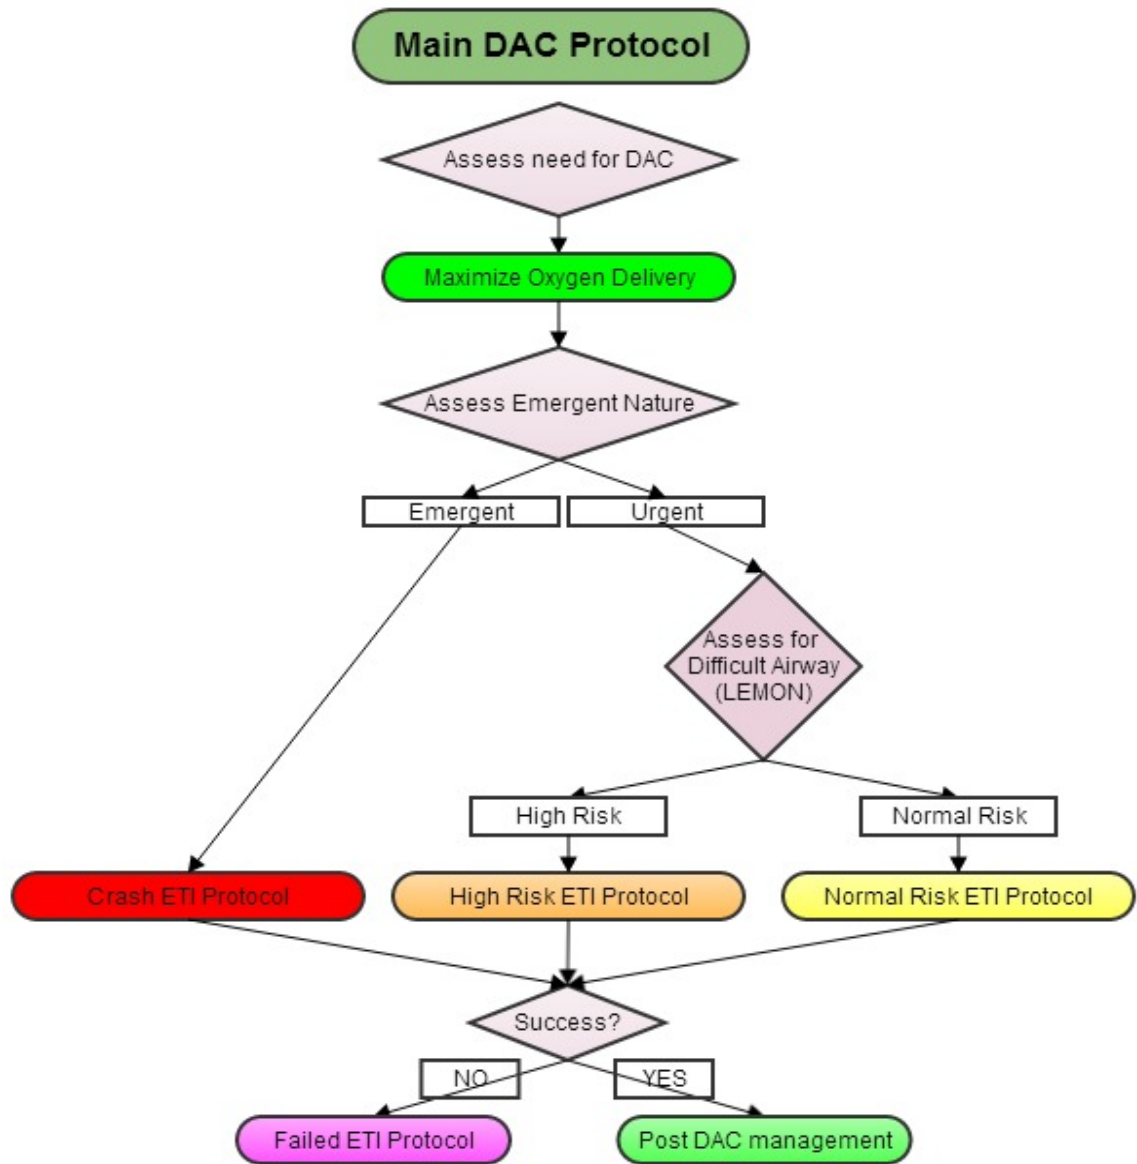 Main DAC Protocol
Assess need for DAC
Maximize Oxygen Delivery
Assess Emergent Nature
Emergent
Urgent
Assess for
Difficult Airway
(LEMON)
High Risk
Normal Risk
Crash ETI Protocol
High Risk ETI Protocol
Normal Risk ETI Protocol
Success?
NO
YES
Failed ETI Protocol
Post DAC management